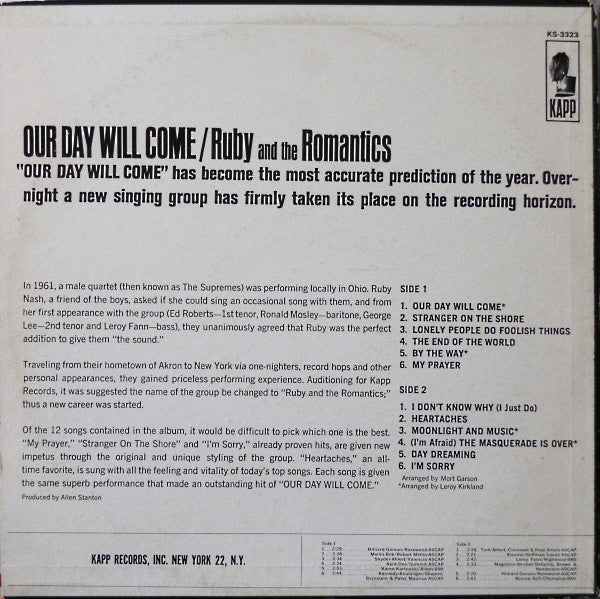 KS-3323
KAPP
OUR DAY WILL COME/Ruby and the Romantics
"OUR DAY WILL COME" has become the most accurate prediction of the year. Over-
night a new singing group has firmly taken its place on the recording horizon.
In 1961, a male quartet (then known as The Supremes) was performing locally in Ohio. Ruby
Nash, a friend of the boys, asked if she could sing an occasional song with them, and from
her first appearance with the group (Ed Roberts—1st tenor, Ronald Mosley—baritone, George
Lee—2nd tenor and Leroy Fann—bass), they unanimously agreed that Ruby was the perfect
addition to give them "the sound."
Traveling from their hometown of Akron to New York via one-nighters, record hops and other
personal appearances, they gained priceless performing experience. Auditioning for Kapp
Records, it was suggested the name of the group be changed to "Ruby and the Romantics;"
thus a new career was started.
Of the 12 songs contained in the album, it would be difficult to pick which one is the best.
"My Prayer," "Stranger On The Shore" and "I'm Sorry," already proven hits, are given new
impetus through the original and unique styling of the group. "Heartaches," an all-
time favorite, is sung with all the feeling and vitality of today's top songs. Each song is given
the same superb performance that made an outstanding hit of "OUR DAY WILL COME."
Produced by Allen Stanton
SIDE 1
1. OUR DAY WILL COME*
2. STRANGER ON THE SHORE
3. LONELY PEOPLE DO FOOLISH THINGS
4. THE END OF THE WORLD
5. BY THE WAY*
6. MY PRAYER
SIDE 2
1. I DON'T KNOW WHY (I Just Do)
2. HEARTACHES
3. MOONLIGHT AND MUSIC*
4. (I'm Afraid) THE MASQUERADE IS OVER*
5. DAY DREAMING
6. I'M SORRY
Arranged by Mort Garson
*Arranged by Leroy Kirkland
KAPP RECORDS, INC. NEW YORK 22, N.Y.
Side 1
1. 2:29 Hilliard-Garson/Rosewood-ASCAP
Side 2